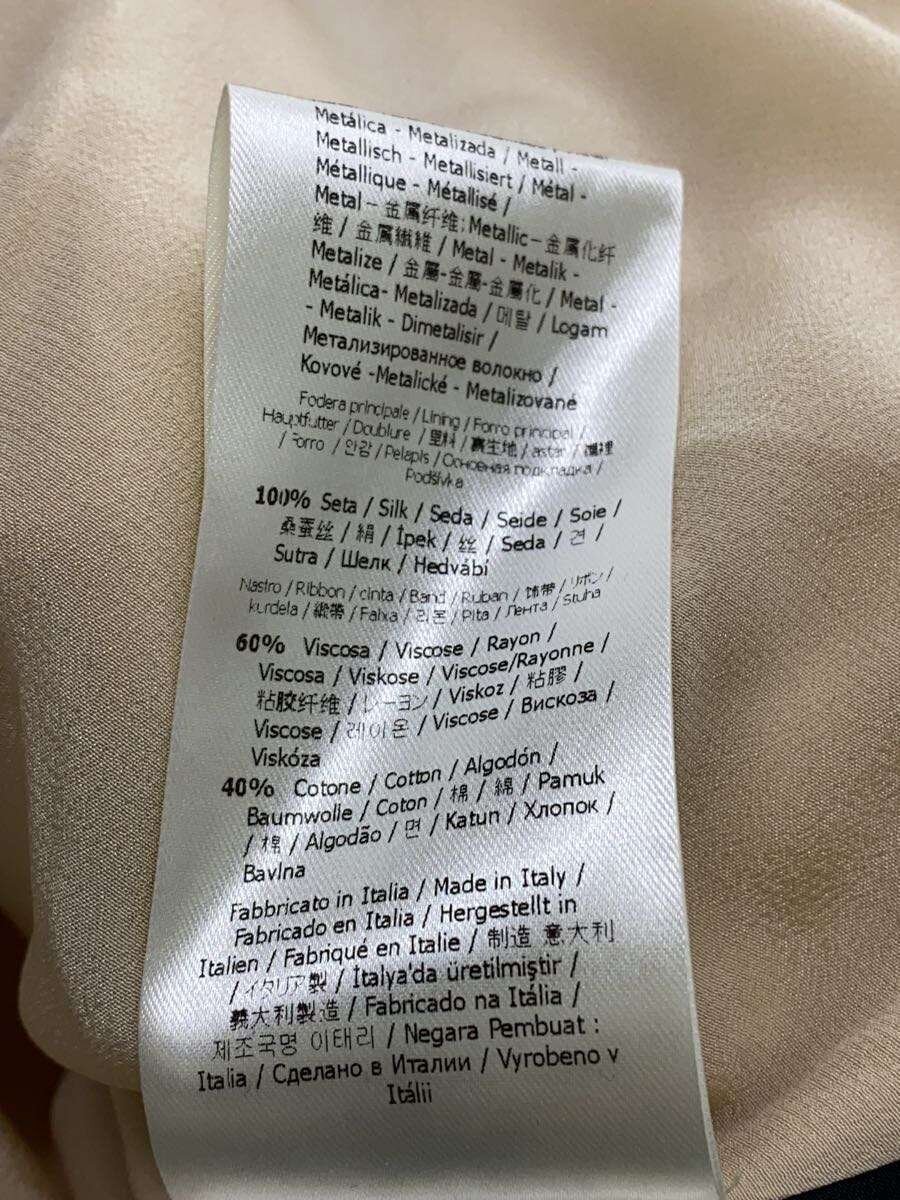 Metálica - Metalizada / Metall -
Metallisch - Metallisiert / Métal -
Métallique - Métallisé /
Metal – 金属纤维; Metallic – 金属化纤
维 / 金属繊維 / Metal - Metalik -
Metalize / 金屬-金屬-金屬化 / Metal -
Metálica- Metalizada / 메탈 / Logam
- Metalik - Dimetalisir /
Метализированное волокно /
Kovové -Metalické - Metalizované
Fodera principale / Lining / Forro principal /
Hauptfutter / Doublure / 里料 / 裏生地 / astar /
/ Forro / 안감 / Pelapis / Основная подкладка /
Podšívka
100% Seta / Silk / Seda / Seide / Soie /
桑蚕丝 / 絹 / İpek / 丝 / Seda / 견 /
Sutra / Шелк / Hedvábí
Nastro / Ribbon / cinta / Band / Ruban / 饰带 / リボン /
kurdela / 緞帶 / Faixa / 리본 / Pita / Лента / Stuha
60% Viscosa / Viscose / Rayon /
Viscosa / Viskose / Viscose/Rayonne /
粘胶纤维 / レーヨン / Viskoz / 粘膠 /
Viscose / 레이온 / Viscose / Вискоза /
Viskóza
40% Cotone / Cotton / Algodón /
Baumwolle / Coton / 棉 / 綿 / Pamuk
/ 棉 / Algodão / 면 / Katun / Хлопок /
Bavlna
Fabbricato in Italia / Made in Italy /
Fabricado en Italia / Hergestellt in
Italien / Fabriqué en Italie / 制造 意大利
/ イタリア製 / İtalya'da üretilmiştir /
義大利製造 / Fabricado na Itália /
제조국명 이태리 / Negara Pembuat :
Italia / Сделано в Италии / Vyrobeno v
Itálii